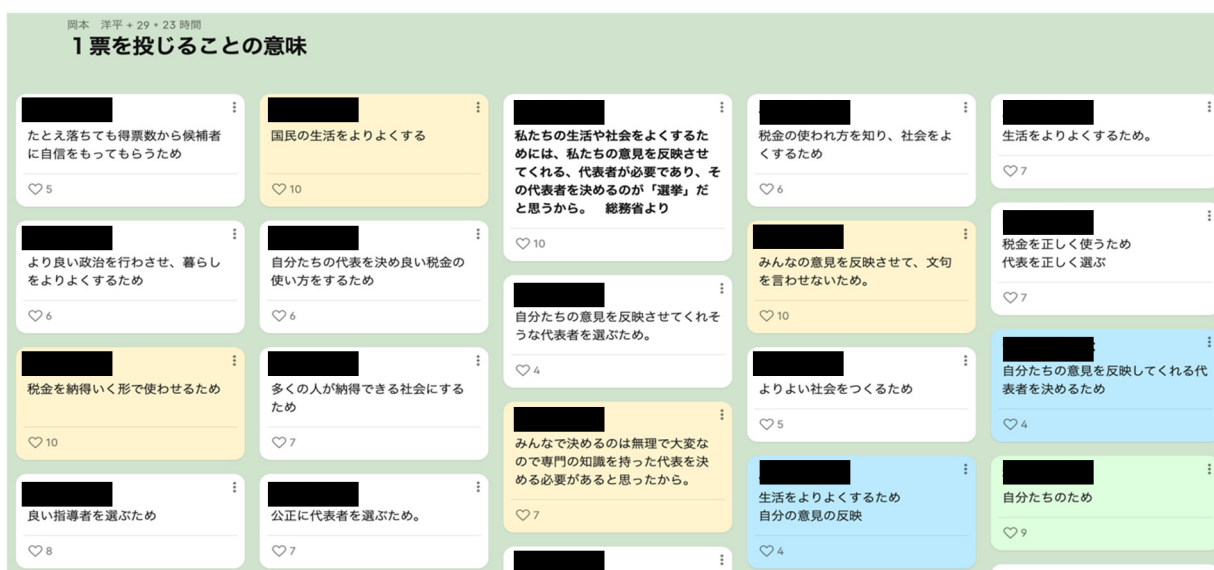 岡本　洋平 + 29 • 23 時間
１票を投じることの意味
たとえ落ちても得票数から候補者
に自信をもってもらうため
5
より良い政治を行わさせ、暮らし
をよりよくするため
6
税金を納得いく形で使わせるため
10
良い指導者を選ぶため
8
国民の生活をよりよくする
10
自分たちの代表を決め良い税金の
使い方をするため
6
多くの人が納得できる社会にする
ため
7
公正に代表者を選ぶため。
7
私たちの生活や社会をよくするた
めには、私たちの意見を反映させ
てくれる、代表者が必要であり、そ
の代表者を決めるのが「選挙」だ
と思うから。　総務省より
10
自分たちの意見を反映させてくれそ
うな代表者を選ぶため。
4
みんなで決めるのは無理で大変な
ので専門の知識を持った代表を決
める必要があると思ったから。
7
税金の使われ方を知り、社会をよ
くするため
6
みんなの意見を反映させて、文句
を言わせないため。
10
よりよい社会をつくるため
5
生活をよりよくするため
自分の意見の反映
4
生活をよりよくするため。
7
税金を正しく使うため
代表を正しく選ぶ
7
自分たちの意見を反映してくれる代
表者を決めるため
4
自分たちのため
9